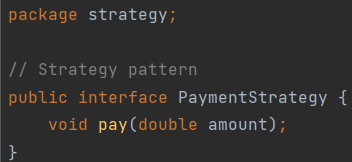 package strategy;
// Strategy pattern
public interface PaymentStrategy {
    void pay(double amount);
}